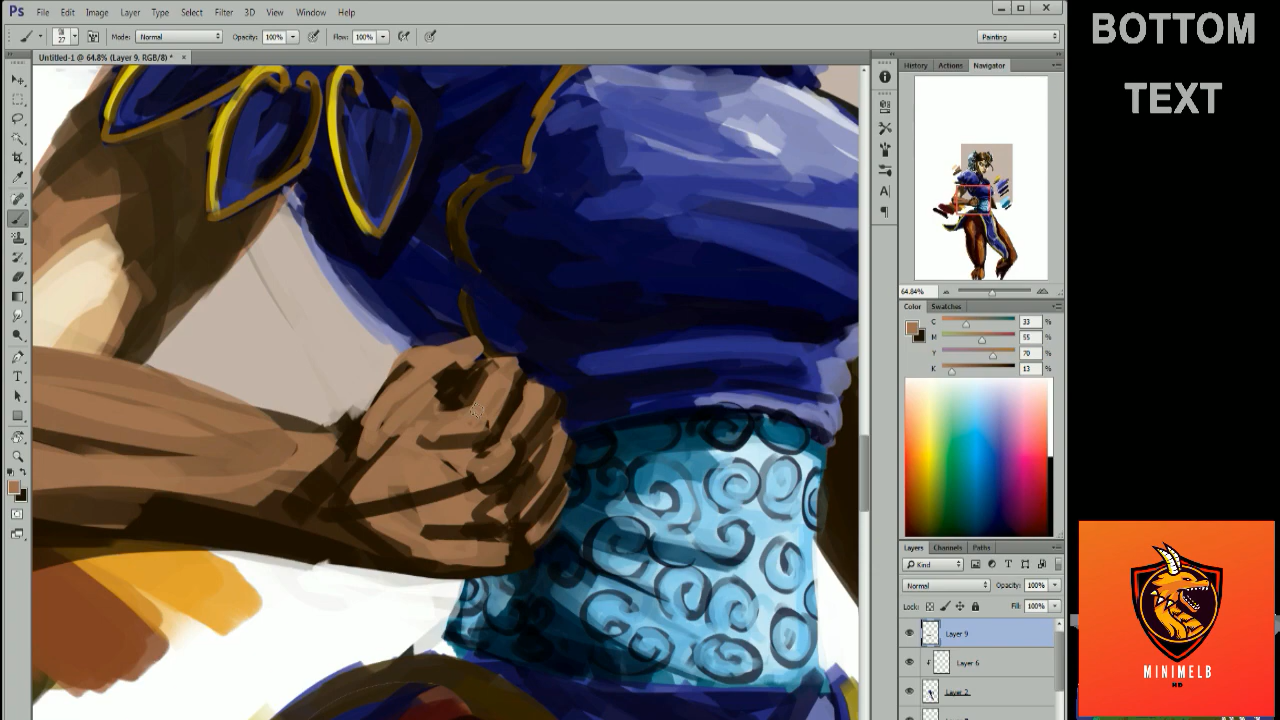 Ps File Edit Image Layer Type Select Filter 3D View Window Help
27 Mode: Normal Opacity: 100% Flow: 100% Painting
Untitled-1 @ 64.8% (Layer 9, RGB/8) * ×
History Actions Navigator
64.84%
Color Swatches
C 33 %
M 55 %
Y 70 %
K 13 %
Layers Channels Paths
Kind
Normal Opacity: 100%
Lock: Fill: 100%
Layer 9
Layer 6
Layer 2
BOTTOM
TEXT
MINIMELB
HD